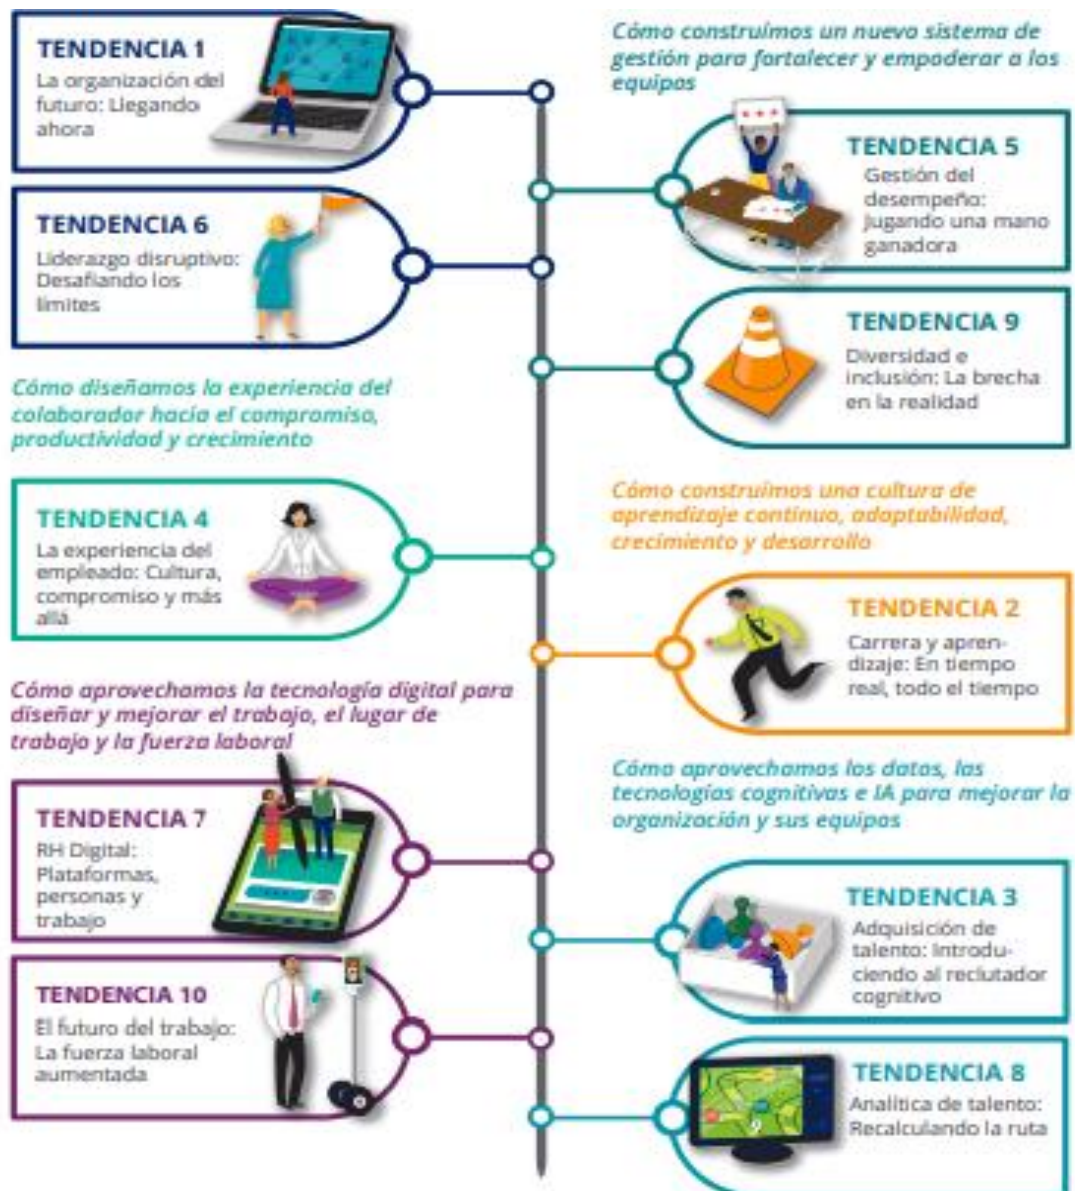 TENDENCIA 1
La organización del
futuro: Llegando
ahora
TENDENCIA 6
Liderazgo disruptivo:
Desafiando los
límites
Cómo diseñamos la experiencia del
colaborador hacia el compromiso,
productividad y crecimiento
TENDENCIA 4
La experiencia del
empleado: Cultura,
compromiso y más
allá
Cómo aprovechamos la tecnología digital para
diseñar y mejorar el trabajo, el lugar de
trabajo y la fuerza laboral
TENDENCIA 7
RH Digital:
Plataformas,
personas y
trabajo
TENDENCIA 10
El futuro del trabajo:
La fuerza laboral
aumentada
Cómo construímos un nuevo sistema de
gestión para fortalecer y empoderar a los
equipos
TENDENCIA 5
Gestión del
desempeño:
Jugando una mano
ganadora
TENDENCIA 9
Diversidad e
inclusión: La brecha
en la realidad
Cómo construímos una cultura de
aprendizaje continuo, adaptabilidad,
crecimiento y desarrollo
TENDENCIA 2
Carrera y apren-
dizaje: En tiempo
real, todo el tiempo
Cómo aprovechamos los datos, las
tecnologías cognitivas e IA para mejorar la
organización y sus equipos
TENDENCIA 3
Adquisición de
talento: Introdu-
ciendo al reclutador
cognitivo
TENDENCIA 8
Analítica de talento:
Recalculando la ruta